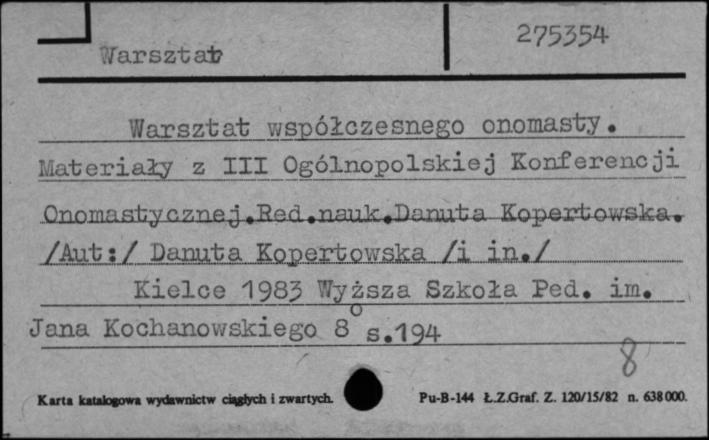 Warsztat
275354
Warsztat współczesnego onomasty.
Materiały z III Ogólnopolskiej Konferencji
Onomastycznej.Red.nauk.Danuta Kopertowska.
/Aut:/ Danuta Kopertowska /i in./
Kielce 1983 Wyższa Szkoła Ped. im.
Jana Kochanowskiego 8° s.194
8
Karta katalogowa wydawnictw ciągłych i zwartych. Pu-B-144 Ł.Z.Graf. Z. 120/15/82 n. 638000.